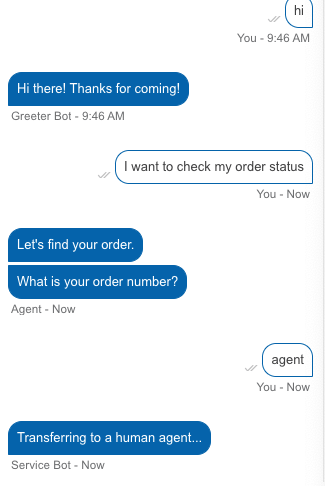 hi
You - 9:46 AM
Hi there! Thanks for coming!
Greeter Bot - 9:46 AM
I want to check my order status
You - Now
Let's find your order.
What is your order number?
Agent - Now
agent
You - Now
Transferring to a human agent...
Service Bot - Now